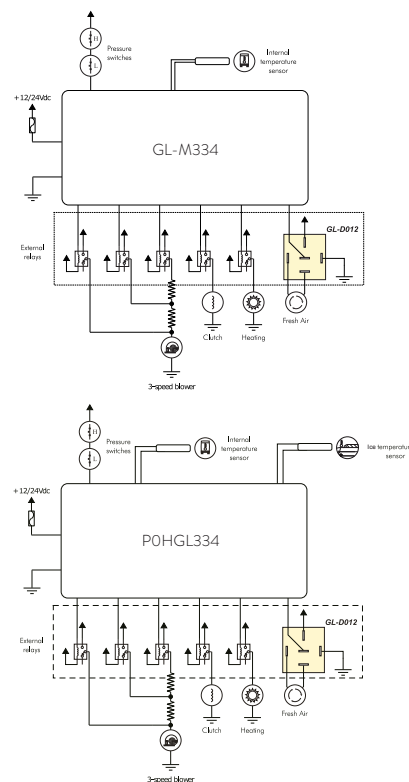 H
L
Pressure
switches
Internal
temperature
sensor
+12/24Vdc
GL-M334
External
relays
GL-D012
Clutch
Heating
Fresh Air
3-speed blower
H
L
Pressure
switches
Internal
temperature
sensor
Ice temperature
sensor
+12/24Vdc
P0HGL334
External
relays
GL-D012
Clutch
Heating
Fresh Air
3-speed blower